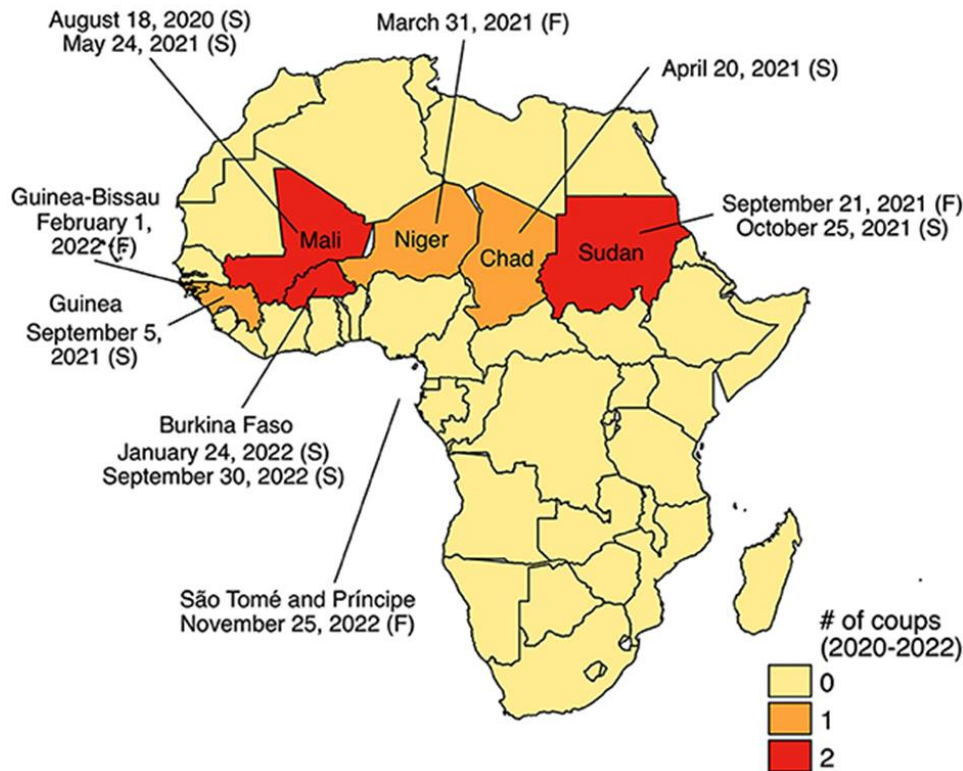 August 18, 2020 (S)
May 24, 2021 (S)
March 31, 2021 (F)
April 20, 2021 (S)
Guinea-Bissau
February 1,
2022 (F)
Mali
Niger
Chad
Sudan
September 21, 2021 (F)
October 25, 2021 (S)
Guinea
September 5,
2021 (S)
Burkina Faso
January 24, 2022 (S)
September 30, 2022 (S)
São Tomé and Príncipe
November 25, 2022 (F)
# of coups
(2020-2022)
0
1
2